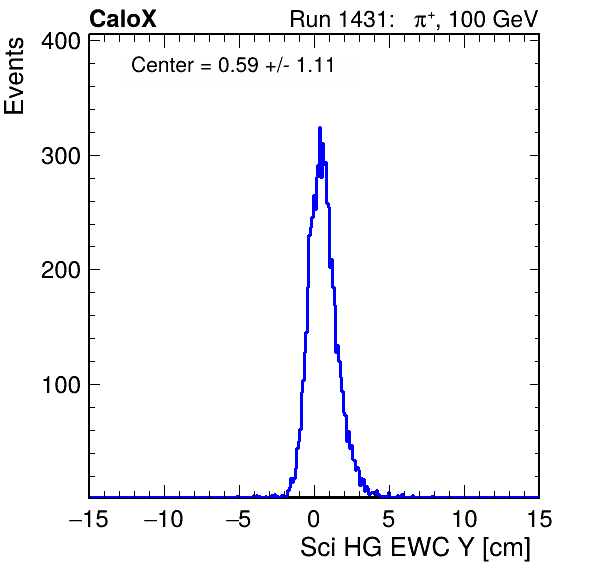 CaloX Run 1431: π⁺, 100 GeV
Events
Center = 0.59 +/- 1.11
400
300
200
100
−15 −10 −5 0 5 10 15
Sci HG EWC Y [cm]